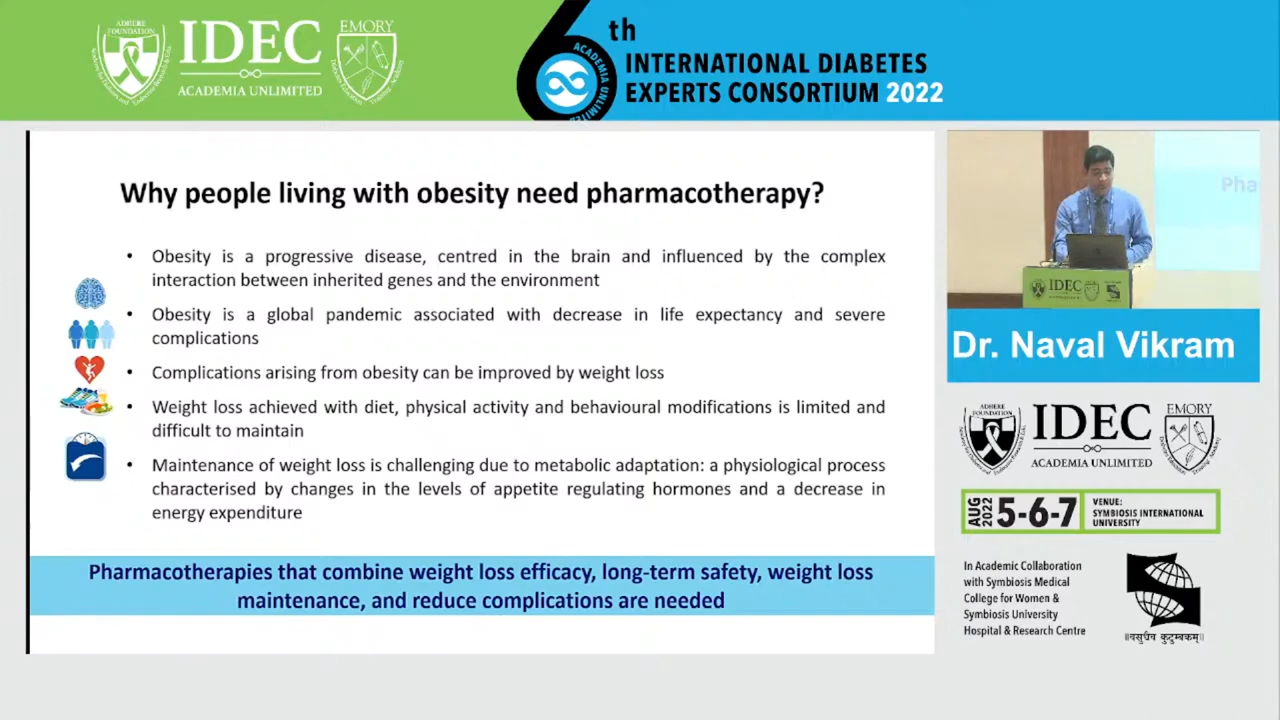 ADHERE
FOUNDATION
IDEC
ACADEMIA UNLIMITED
EMORY
6th
ACADEMIA UNLIMITED
INTERNATIONAL DIABETES
EXPERTS CONSORTIUM 2022
Why people living with obesity need pharmacotherapy?
• Obesity is a progressive disease, centred in the brain and influenced by the complex
interaction between inherited genes and the environment
• Obesity is a global pandemic associated with decrease in life expectancy and severe
complications
• Complications arising from obesity can be improved by weight loss
• Weight loss achieved with diet, physical activity and behavioural modifications is limited and
difficult to maintain
• Maintenance of weight loss is challenging due to metabolic adaptation: a physiological process
characterised by changes in the levels of appetite regulating hormones and a decrease in
energy expenditure
Pharmacotherapies that combine weight loss efficacy, long-term safety, weight loss
maintenance, and reduce complications are needed
Pha
IDEC
Dr. Naval Vikram
ADHERE
FOUNDATION
IDEC
ACADEMIA UNLIMITED
EMORY
AUG
2022
5-6-7
VENUE:
SYMBIOSIS INTERNATIONAL
UNIVERSITY
In Academic Collaboration
with Symbiosis Medical
College for Women &
Symbiosis University
Hospital & Research Centre
॥वसुधैव कुटुम्बकम्॥